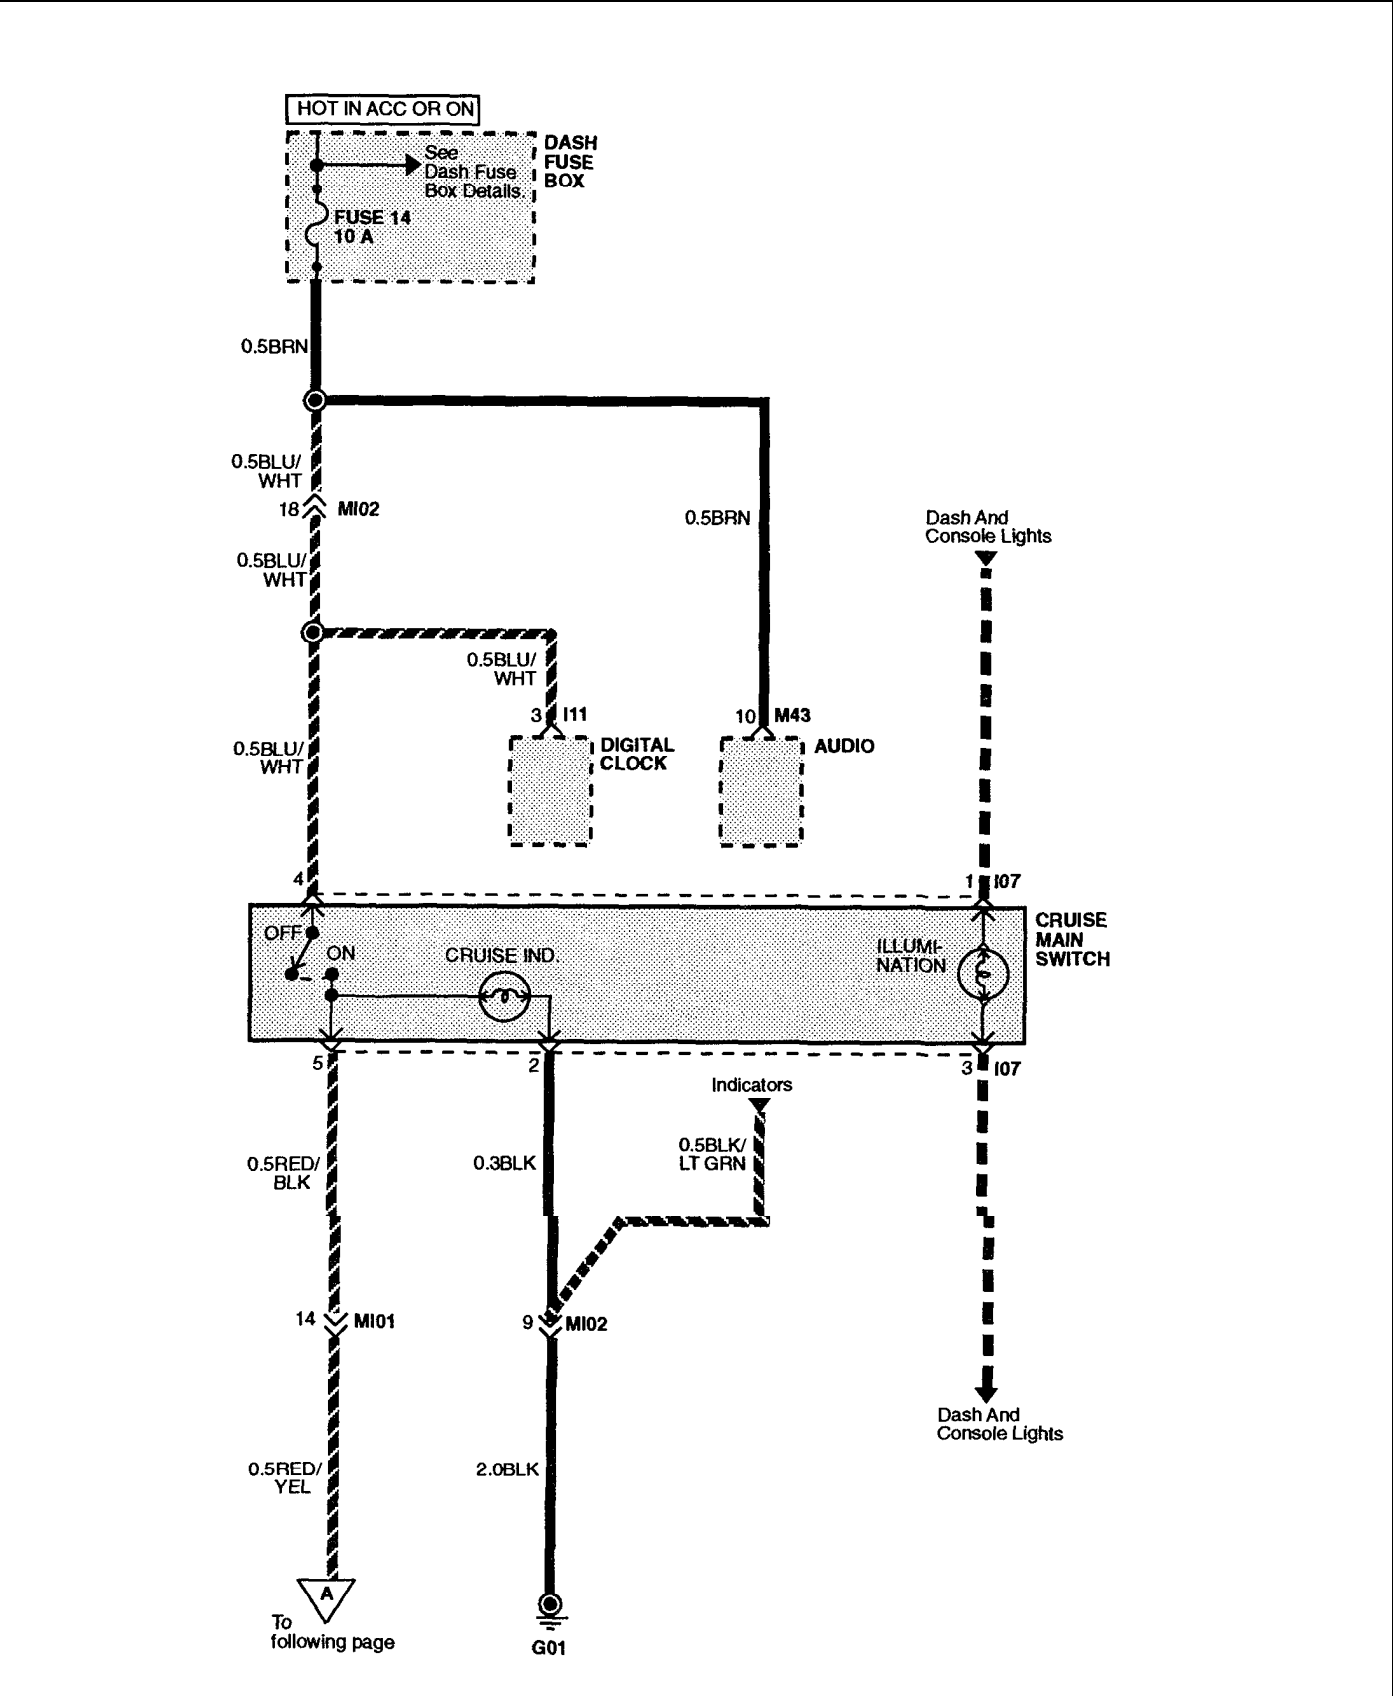 HOT IN ACC OR ON
DASH
FUSE
BOX
See
Dash Fuse
Box Details.
FUSE 14
10 A
0.5BRN
0.5BLU/
WHT
18
MI02
0.5BRN
Dash And
Console Lights
0.5BLU/
WHT
0.5BLU/
WHT
3
I11
10
M43
DIGITAL
CLOCK
AUDIO
0.5BLU/
WHT
4
1
I07
CRUISE
MAIN
SWITCH
OFF
ON
CRUISE IND.
ILLUMI-
NATION
5
2
3
I07
Indicators
0.5BLK/
LT GRN
0.5RED/
BLK
0.3BLK
14
MI01
9
MI02
Dash And
Console Lights
0.5RED/
YEL
2.0BLK
A
To
following page
G01